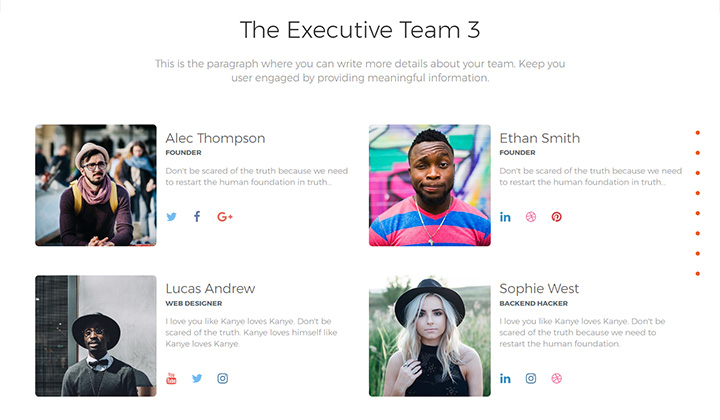 The Executive Team 3
This is the paragraph where you can write more details about your team. Keep you
user engaged by providing meaningful information.
Alec Thompson
FOUNDER
Don't be scared of the truth because we need
to restart the human foundation in truth...
Ethan Smith
FOUNDER
Don't be scared of the truth because we need
to restart the human foundation in truth...
Lucas Andrew
WEB DESIGNER
I love you like Kanye loves Kanye. Don't be
scared of the truth. Kanye loves himself like
Kanye loves Kanye.
Sophie West
BACKEND HACKER
I love you like Kanye loves Kanye. Don't be
scared of the truth because we need to
restart the human foundation.